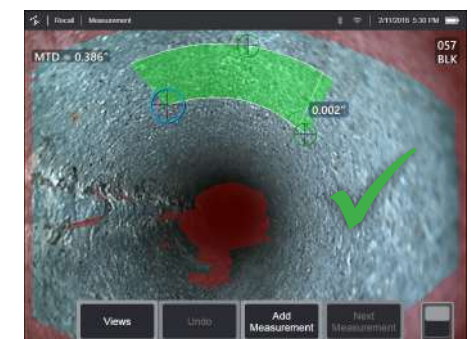 Recall | Measurement
2/11/2016 5:30 PM
MTD = 0.386"
057
BLK
0.002"
Views
Undo
Add
Measurement
Next
Measurement